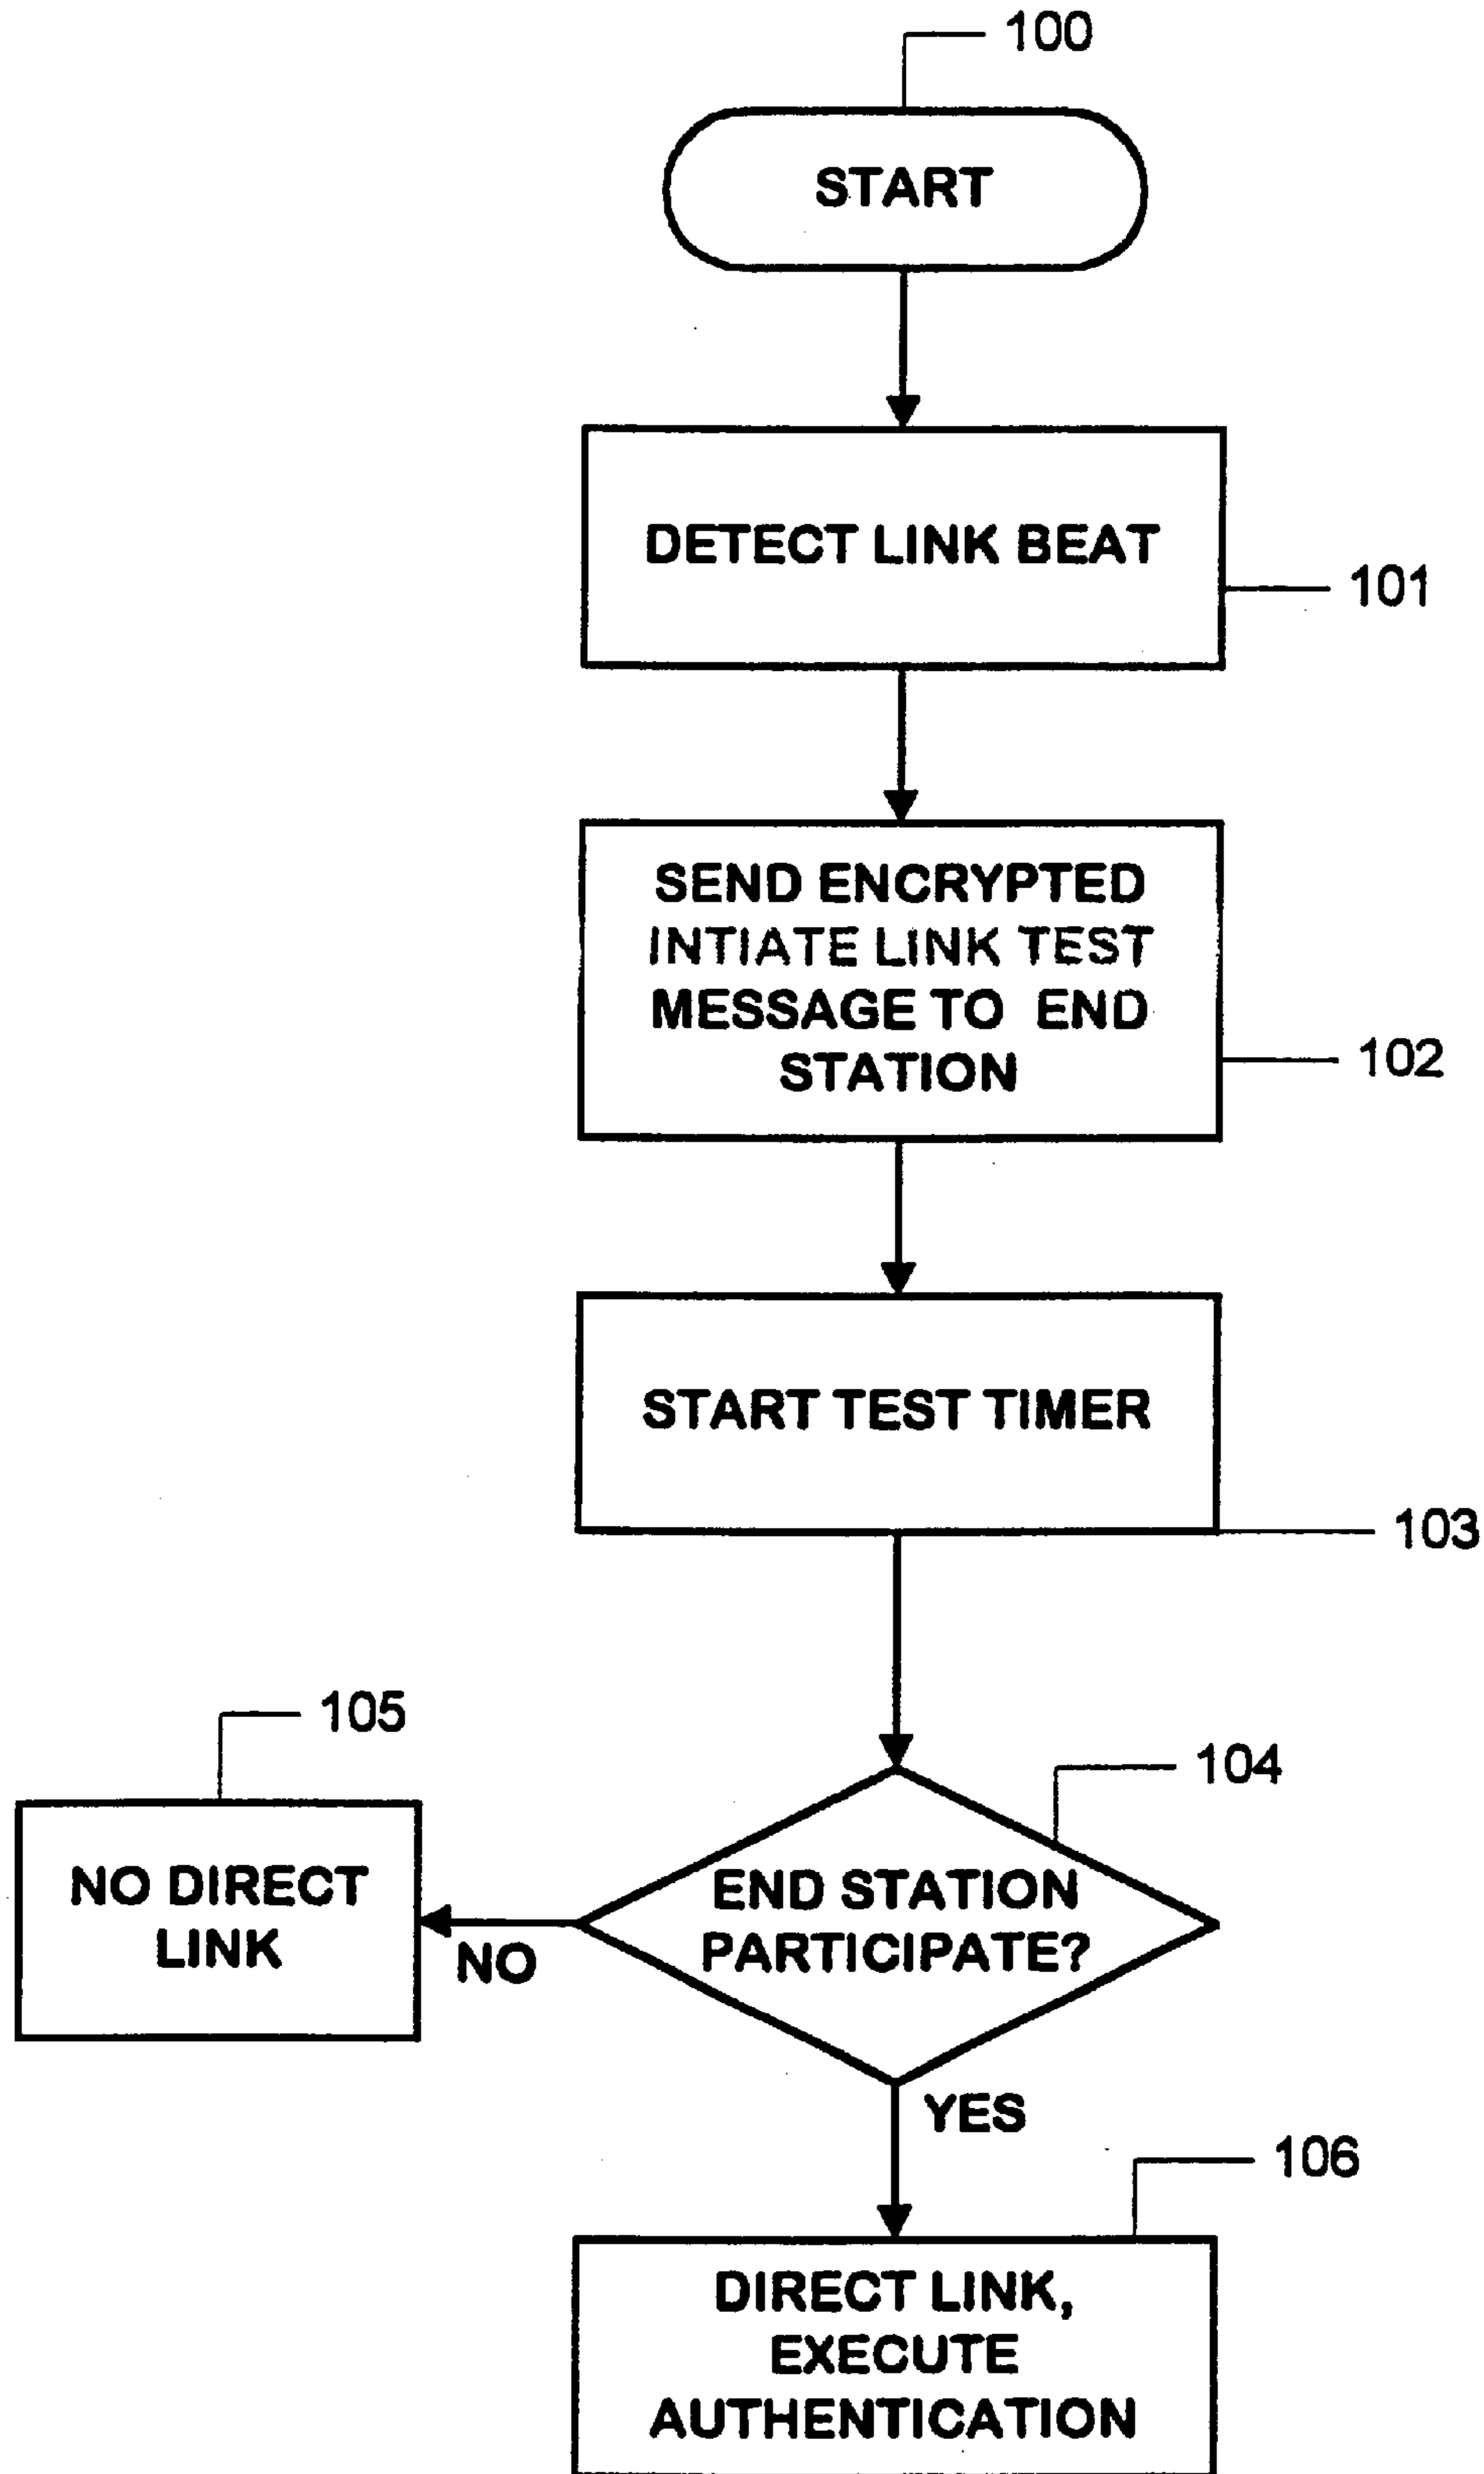 100
START
DETECT LINK BEAT
101
SEND ENCRYPTED
INTIATE LINK TEST
MESSAGE TO END
STATION
102
START TEST TIMER
103
105
104
NO DIRECT
LINK
NO
END STATION
PARTICIPATE?
YES
106
DIRECT LINK,
EXECUTE
AUTHENTICATION